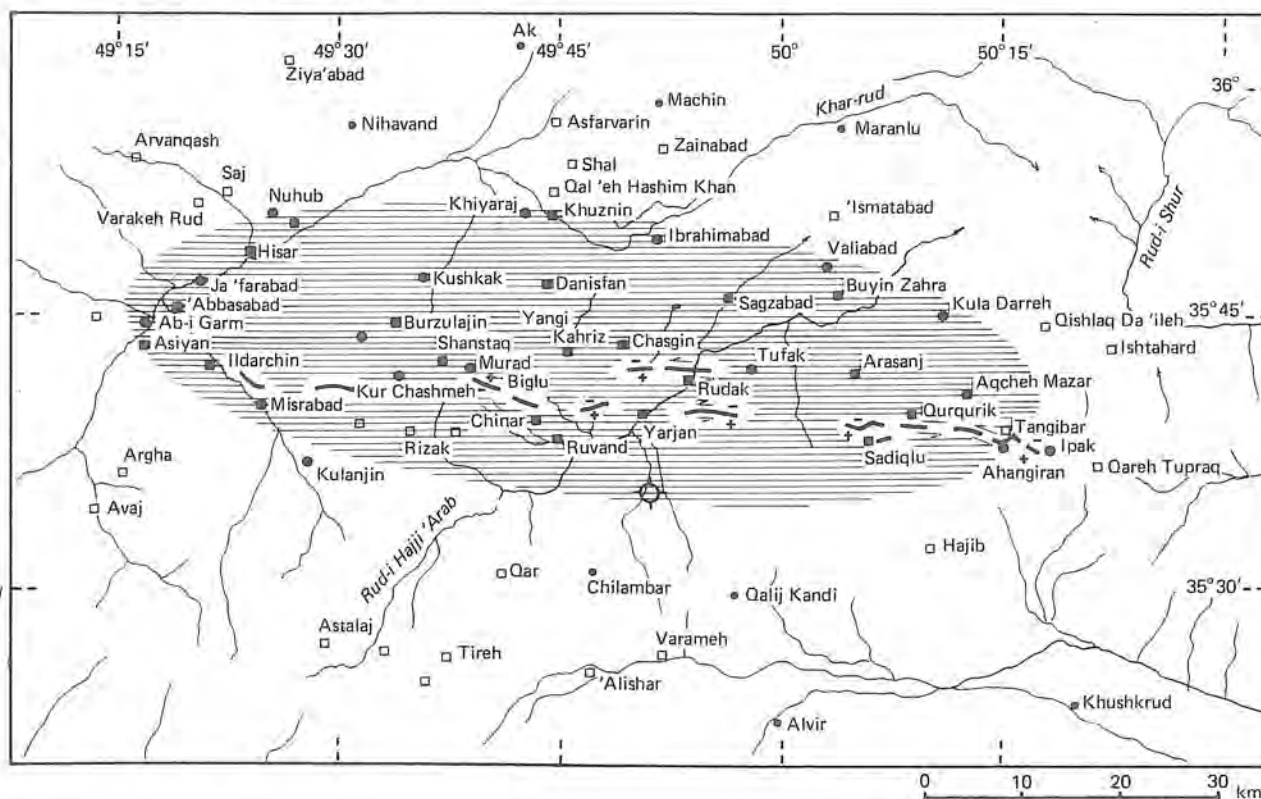 49° 15′
49° 30′
49° 45′
50°
50° 15′
36°
Ak
Ziya'abad
Machin
Khar-rud
Nihavand
Asfarvarin
Maranlu
Arvanqash
Zainabad
Shal
Saj
Qal 'eh Hashim Khan
Nuhub
Khiyaraj
Khuznin
'Ismatabad
Rud-i Shur
Varakeh Rud
Ibrahimabad
Hisar
Valiabad
Ja 'farabad
Kushkak
Danisfan
Buyin Zahra
'Abbasabad
Sagzabad
Kula Darreh
Ab-i Garm
Burzulajin
Yangi
Qishlaq Da 'ileh
35° 45′
Asiyan
Shanstaq
Kahriz
Chasgin
Ishtahard
Ildarchin
Murad
Tufak
Arasanj
Kur Chashmeh
Biglu
Rudak
Aqcheh Mazar
Misrabad
Chinar
Yarjan
Qurqurik
Tangibar
Rizak
Ruvand
Sadiqlu
Ipak
Argha
Kulanjin
Ahangiran
Qareh Tupraq
Avaj
Rud-i Hajji 'Arab
Hajib
Qar
Chilambar
Qalij Kandi
35° 30′
Astalaj
Tireh
Varameh
'Alishar
Khushkrud
Alvir
0 10 20 30
km